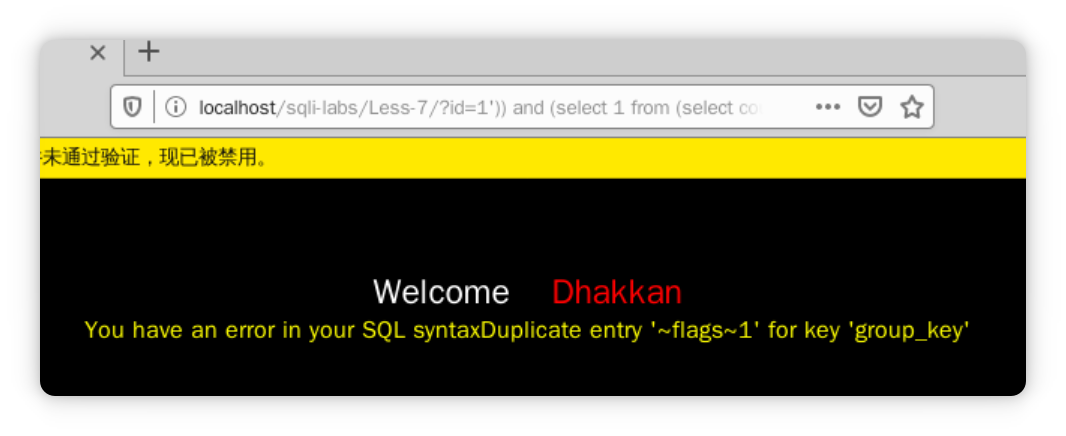 localhost/sqli-labs/Less-7/?id=1')) and (select 1 from (select co
未通过验证，现已被禁用。
Welcome Dhakkan
You have an error in your SQL syntaxDuplicate entry '~flags~1' for key 'group_key'